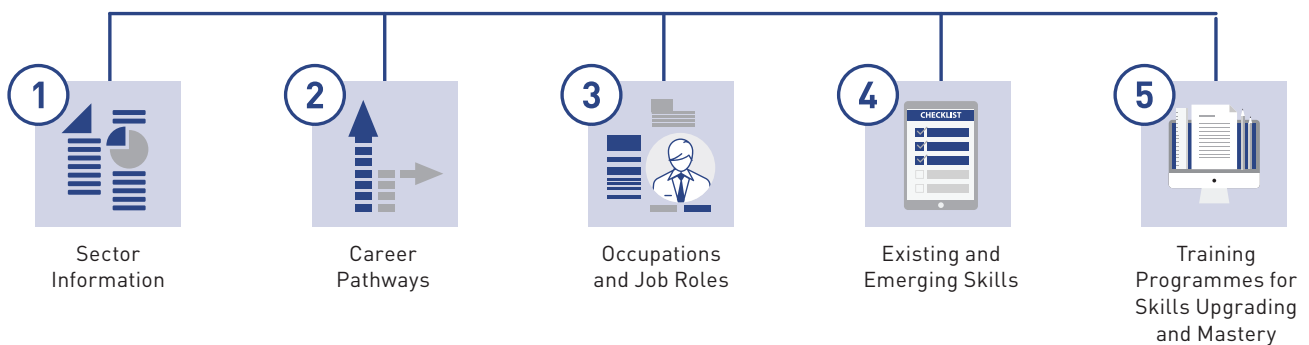 1
Sector
Information
2
Career
Pathways
3
Occupations
and Job Roles
4
CHECKLIST
Existing and
Emerging Skills
5
Training
Programmes for
Skills Upgrading
and Mastery